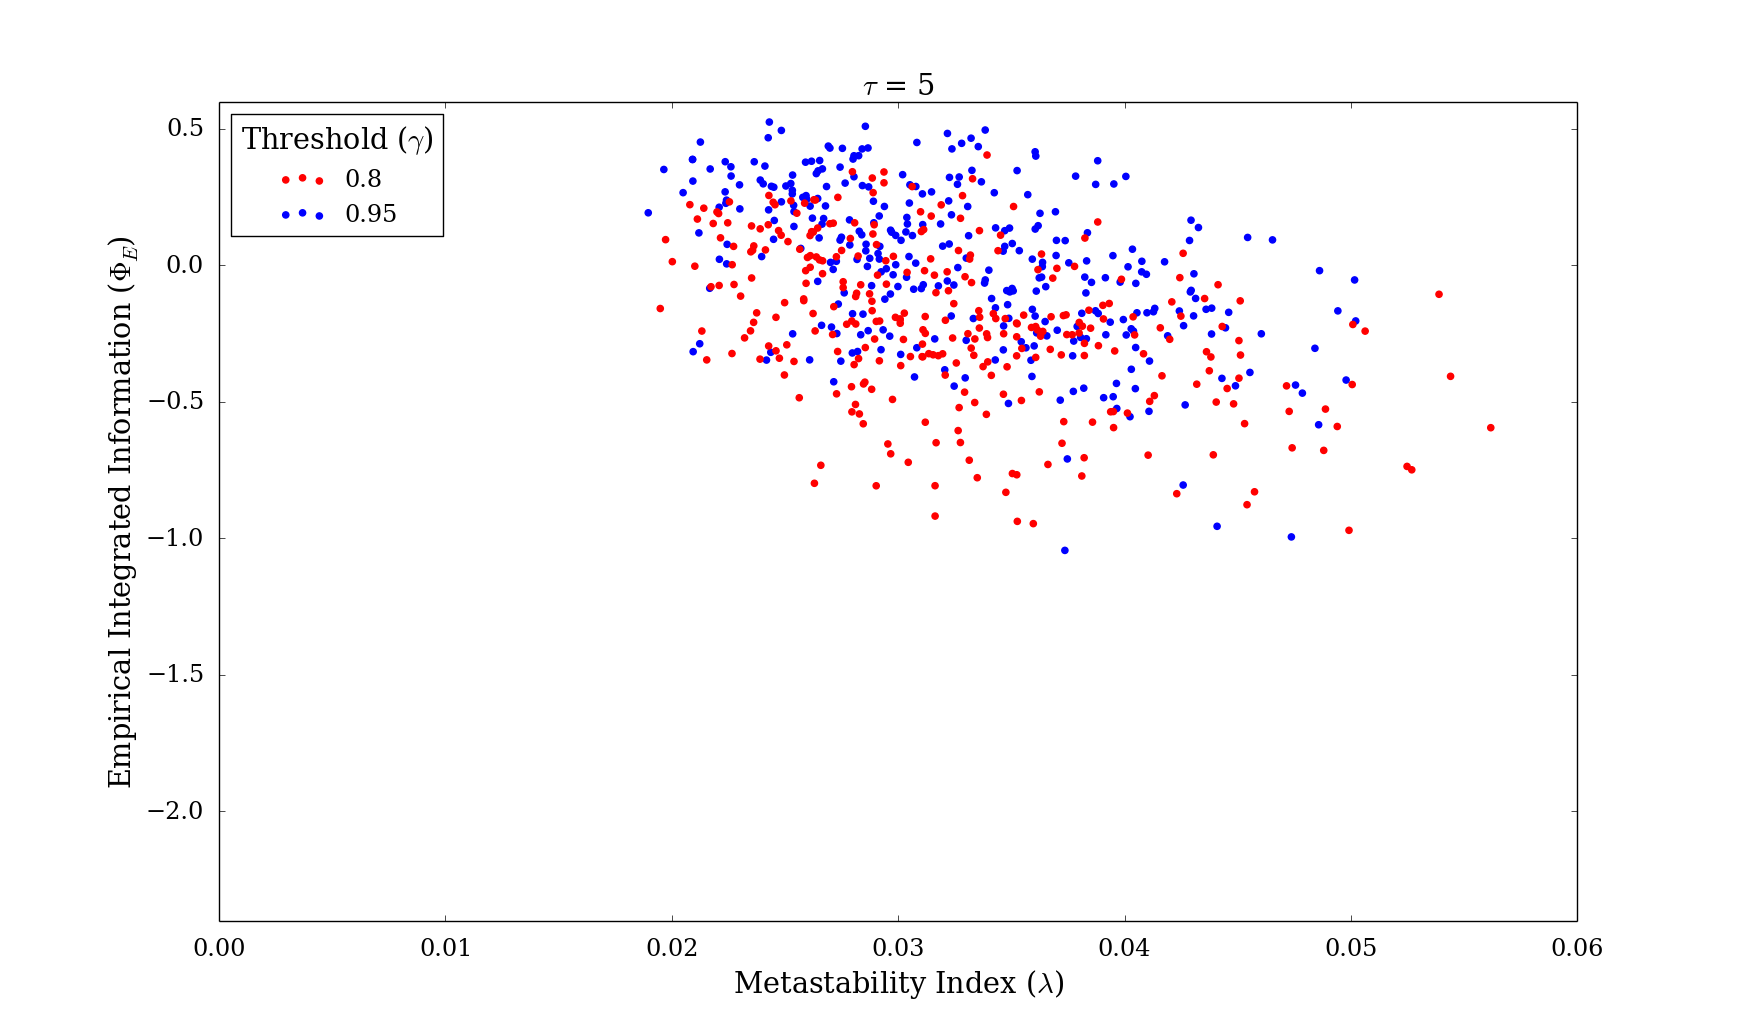 τ = 5
Threshold (γ)
0.8
0.95
0.5
0.0
−0.5
−1.0
−1.5
−2.0
Empirical Integrated Information (Φ_E)
0.00 0.01 0.02 0.03 0.04 0.05 0.06
Metastability Index (λ)